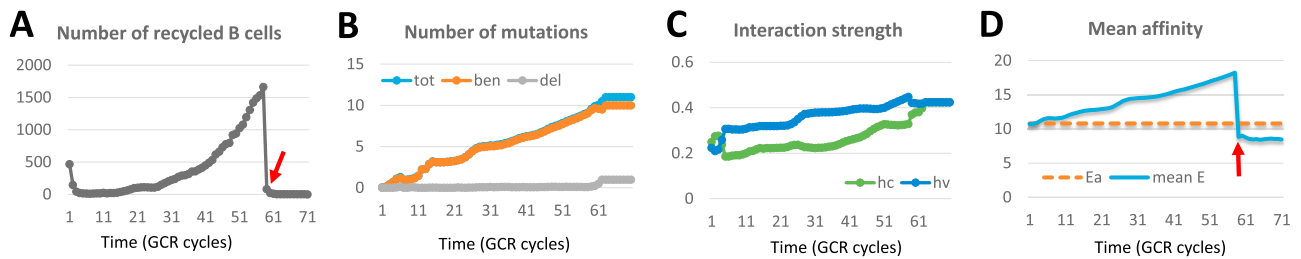 A
Number of recycled B cells
2000
1500
1000
500
0
1 11 21 31 41 51 61 71
Time (GCR cycles)
B
Number of mutations
15
tot ben del
10
5
0
1 11 21 31 41 51 61
Time (GCR cycles)
C
Interaction strength
0.6
0.4
0.2
0
hc hv
1 11 21 31 41 51 61
Time (GCR cycles)
D
Mean affinity
20
15
10
5
0
Ea mean E
1 11 21 31 41 51 61 71
Time (GCR cycles)